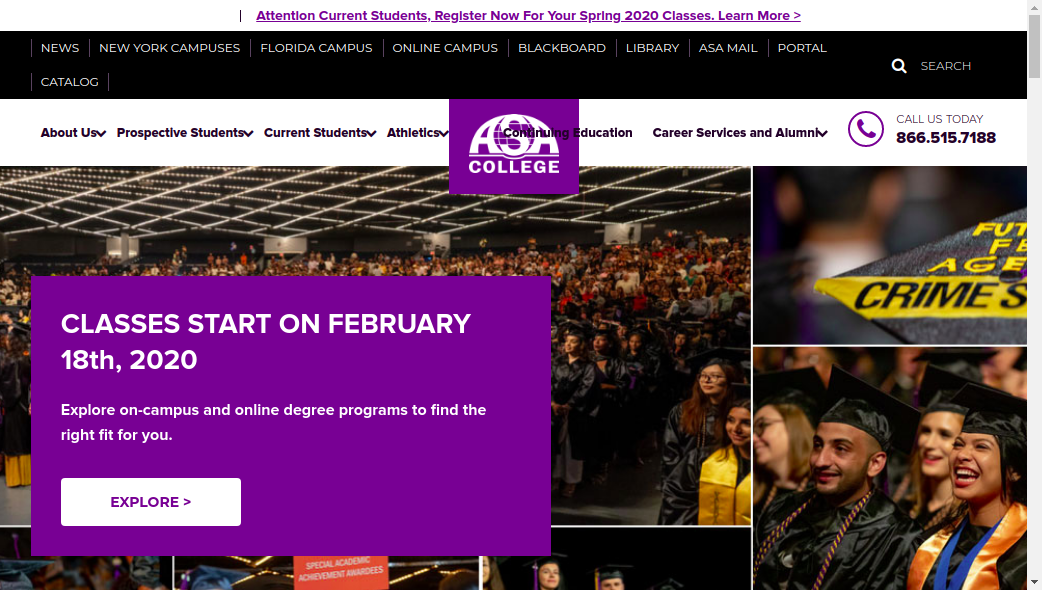 Attention Current Students, Register Now For Your Spring 2020 Classes. Learn More >
NEWS
NEW YORK CAMPUSES
FLORIDA CAMPUS
ONLINE CAMPUS
BLACKBOARD
LIBRARY
ASA MAIL
PORTAL
CATALOG
SEARCH
About Us
Prospective Students
Current Students
Athletics
Continuing Education
Career Services and Alumni
ASA
COLLEGE
CALL US TODAY
866.515.7188
CLASSES START ON FEBRUARY
18th, 2020
Explore on-campus and online degree programs to find the
right fit for you.
EXPLORE >
CRIME S
SPECIAL ACADEMIC
ACHIEVEMENT AWARDEES